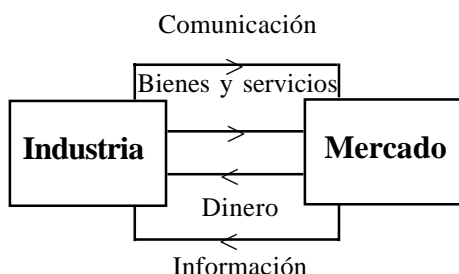 Comunicación
Bienes y servicios
Industria
Mercado
Dinero
Información